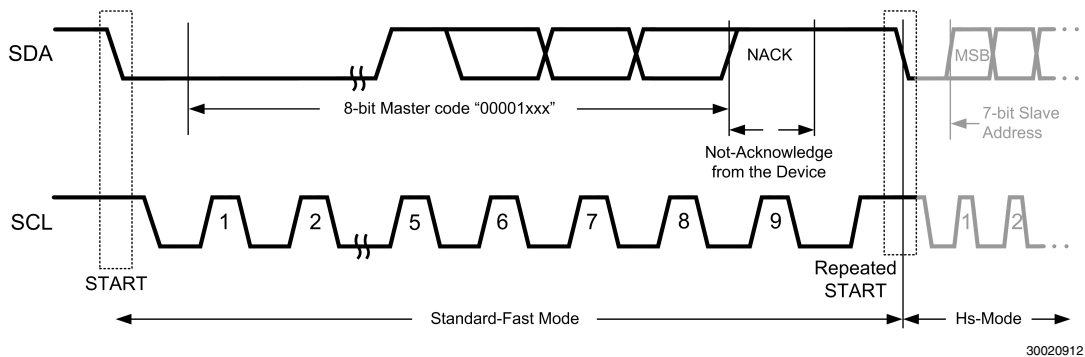 SDA
NACK
MSB
8-bit Master code “00001xxx”
7-bit Slave
Address
Not-Acknowledge
from the Device
SCL
1
2
5
6
7
8
9
1
2
START
Repeated
START
Standard-Fast Mode
Hs-Mode
30020912